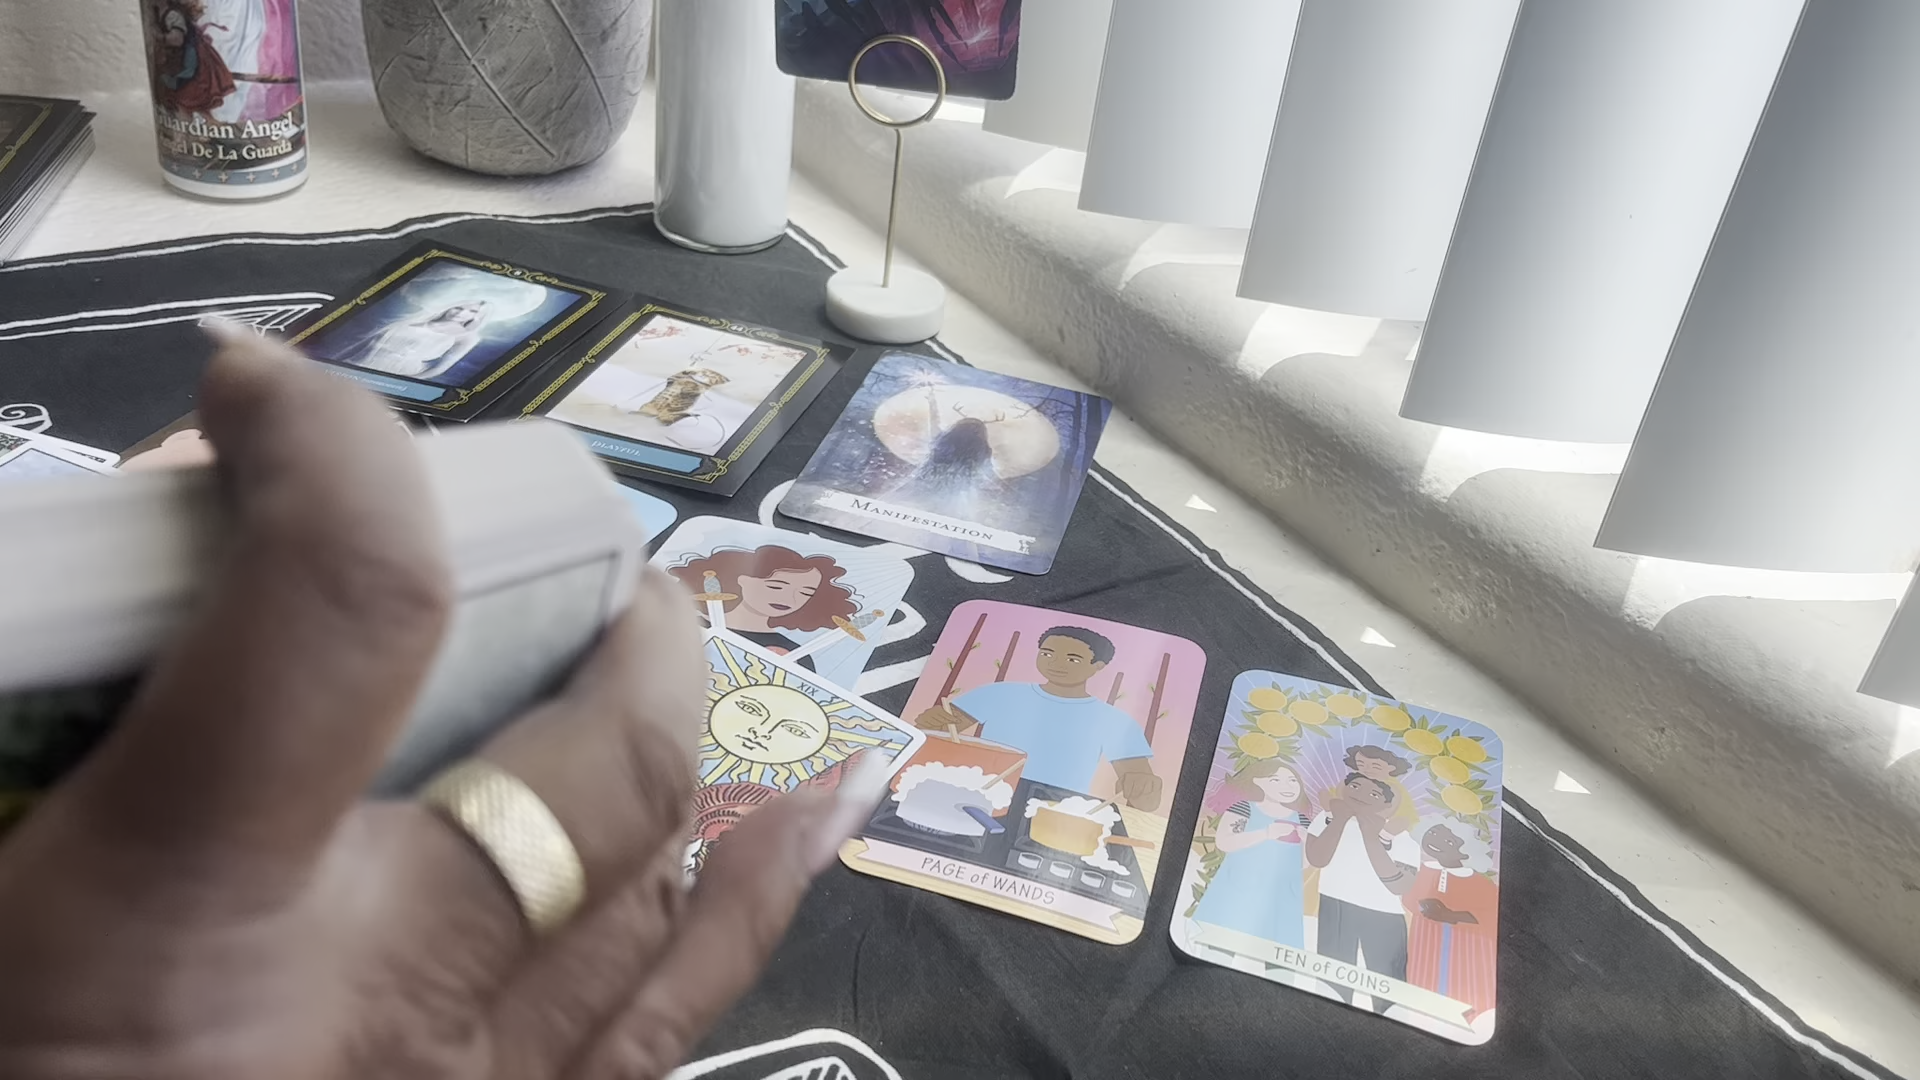 Guardian Angel
Angel De La Guarda
PLAYFUL
MANIFESTATION
XIX
PAGE of WANDS
TEN of COINS